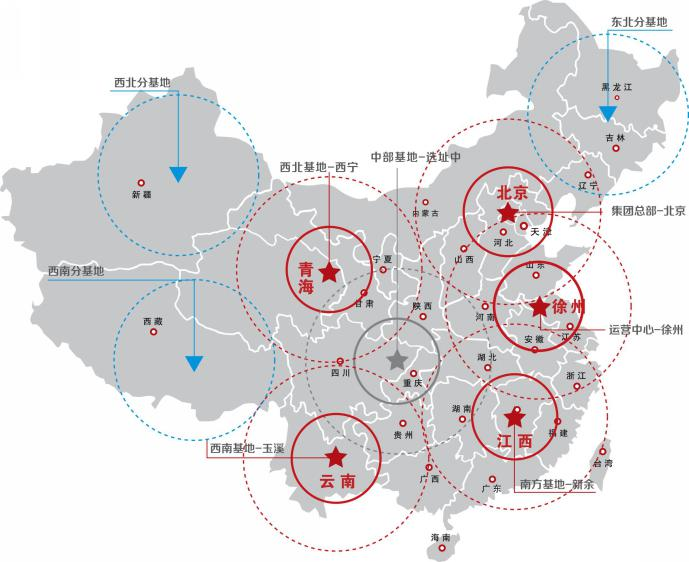 东北分基地
西北分基地
黑龙江
吉林
中部基地-选址中
西北基地-西宁
辽宁
新疆
北京
内蒙古
集团总部-北京
天津
河北
山西
宁夏
青海
西南分基地
山东
甘肃
徐州
陕西
河南
西藏
江苏
运营中心-徐州
安徽
四川
湖北
重庆
浙江
湖南
贵州
福建
江西
西南基地-玉溪
台湾
广西
云南
广东
南方基地-新余
海南